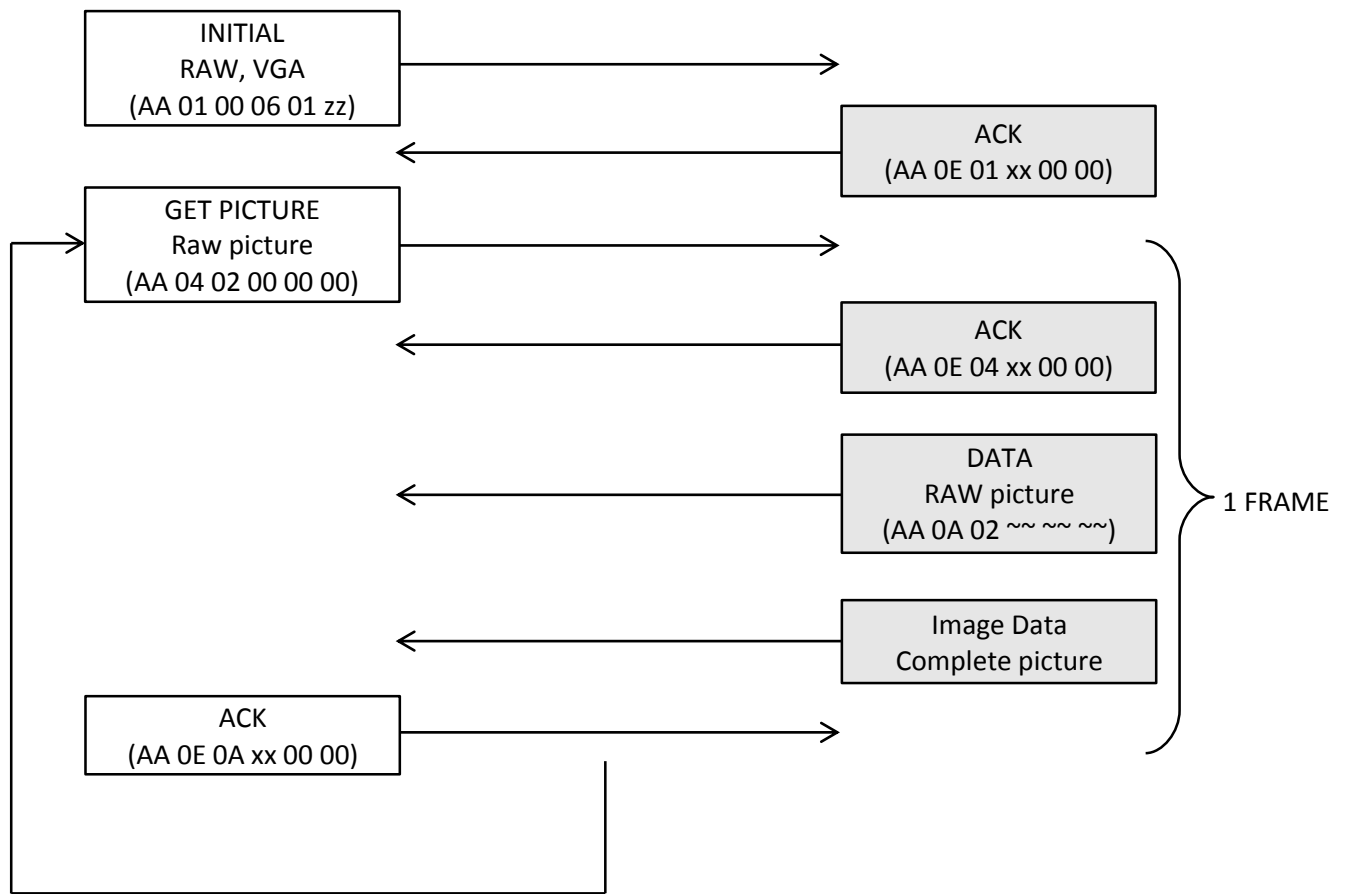 INITIAL
RAW, VGA
(AA 01 00 06 01 zz)
ACK
(AA 0E 01 xx 00 00)
GET PICTURE
Raw picture
(AA 04 02 00 00 00)
ACK
(AA 0E 04 xx 00 00)
DATA
RAW picture
(AA 0A 02 ~~ ~~ ~~)
1 FRAME
Image Data
Complete picture
ACK
(AA 0E 0A xx 00 00)